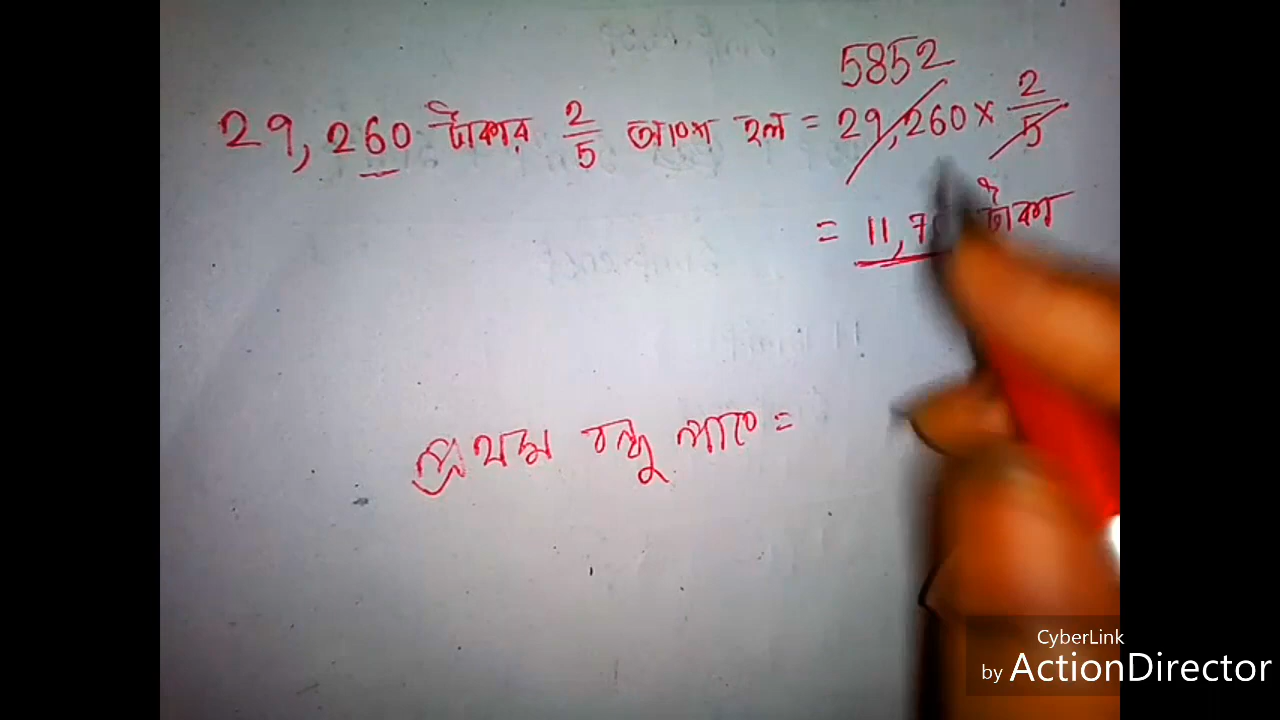 5852
29,260 টাকার 2/5 অংশ হল = 29,260 × 2/5
= 11,7 টাকা
প্রথম বন্ধু পাবে =
CyberLink
by ActionDirector